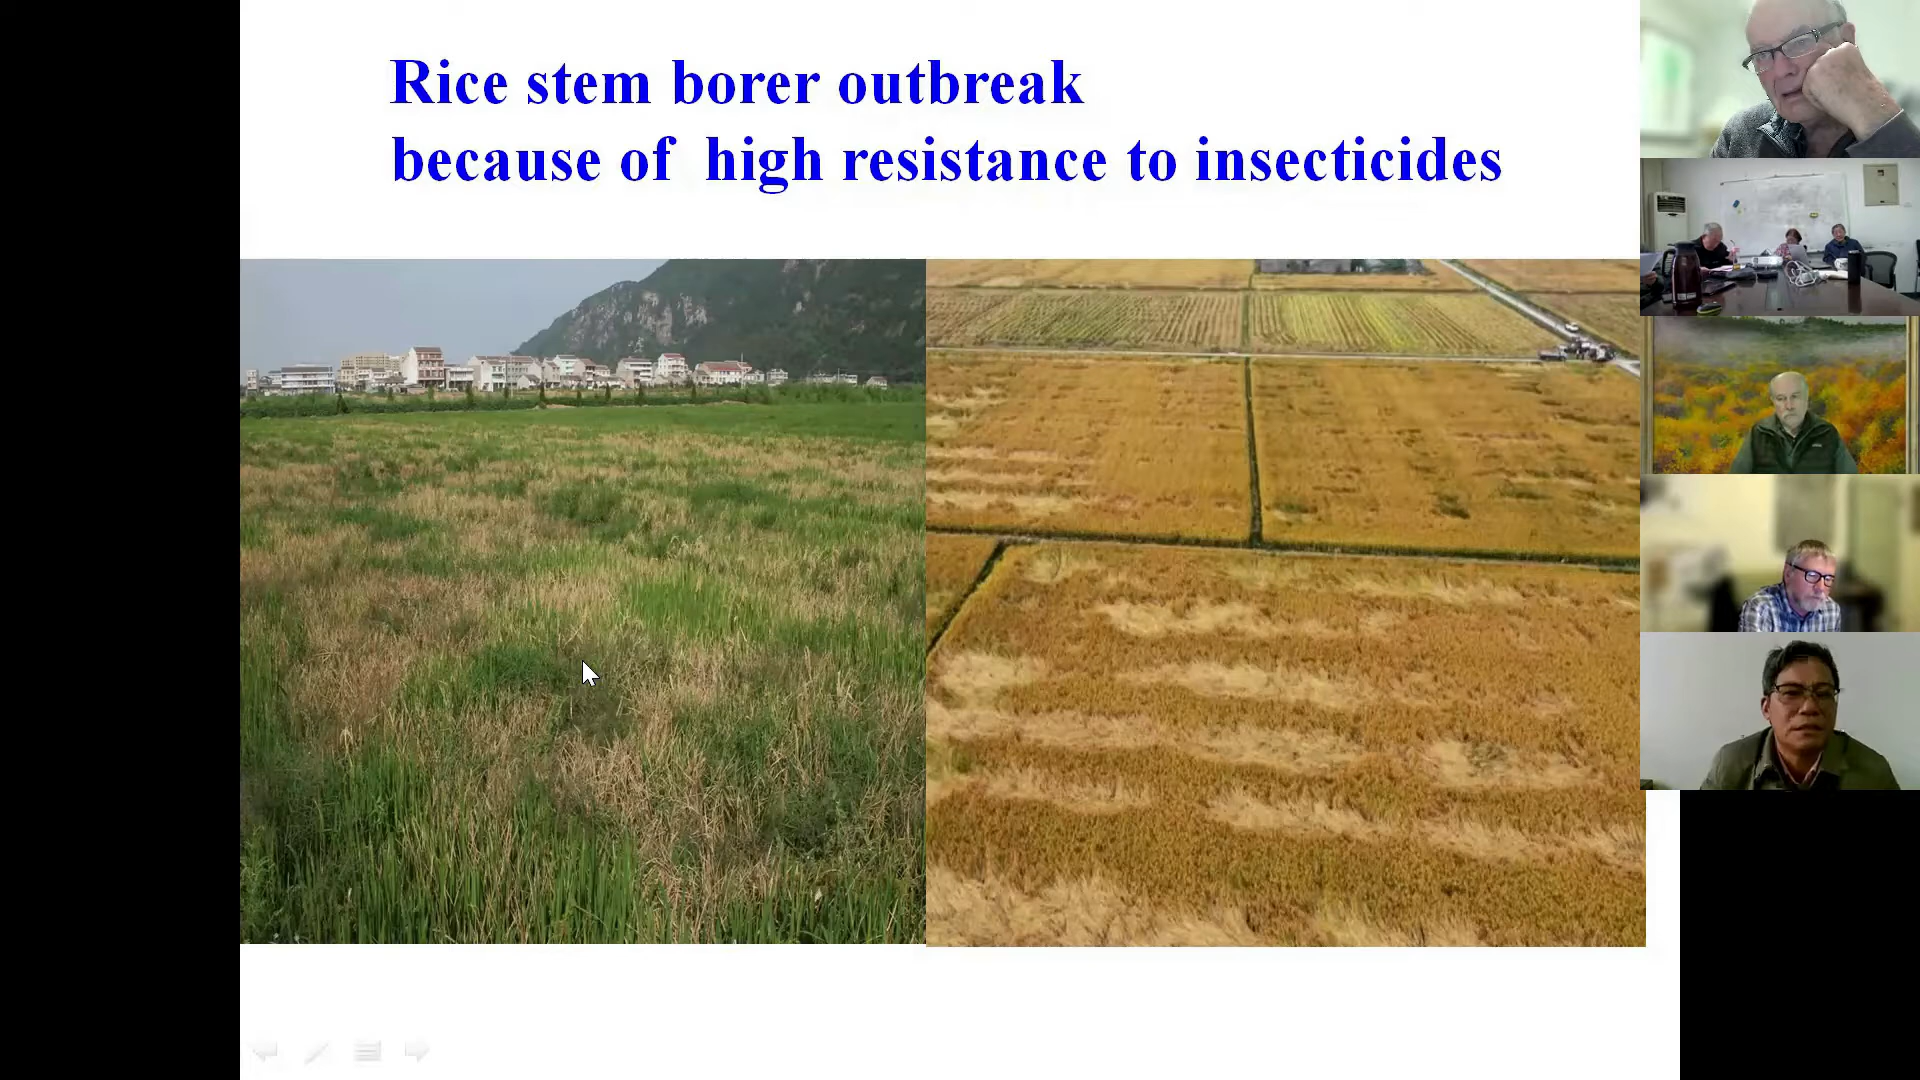 Rice stem borer outbreak
because of high resistance to insecticides